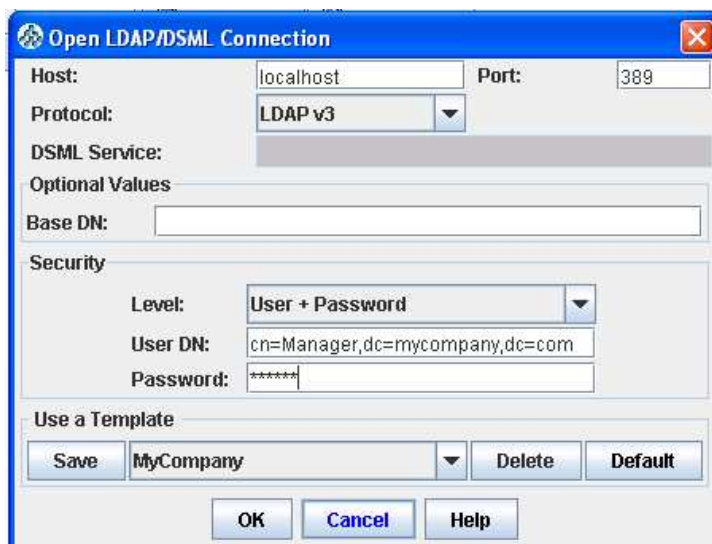 Open LDAP/DSML Connection
Host: localhost Port: 389
Protocol: LDAP v3
DSML Service:
Optional Values
Base DN:
Security
Level: User + Password
User DN: cn=Manager,dc=mycompany,dc=com
Password: ******
Use a Template
Save MyCompany Delete Default
OK Cancel Help